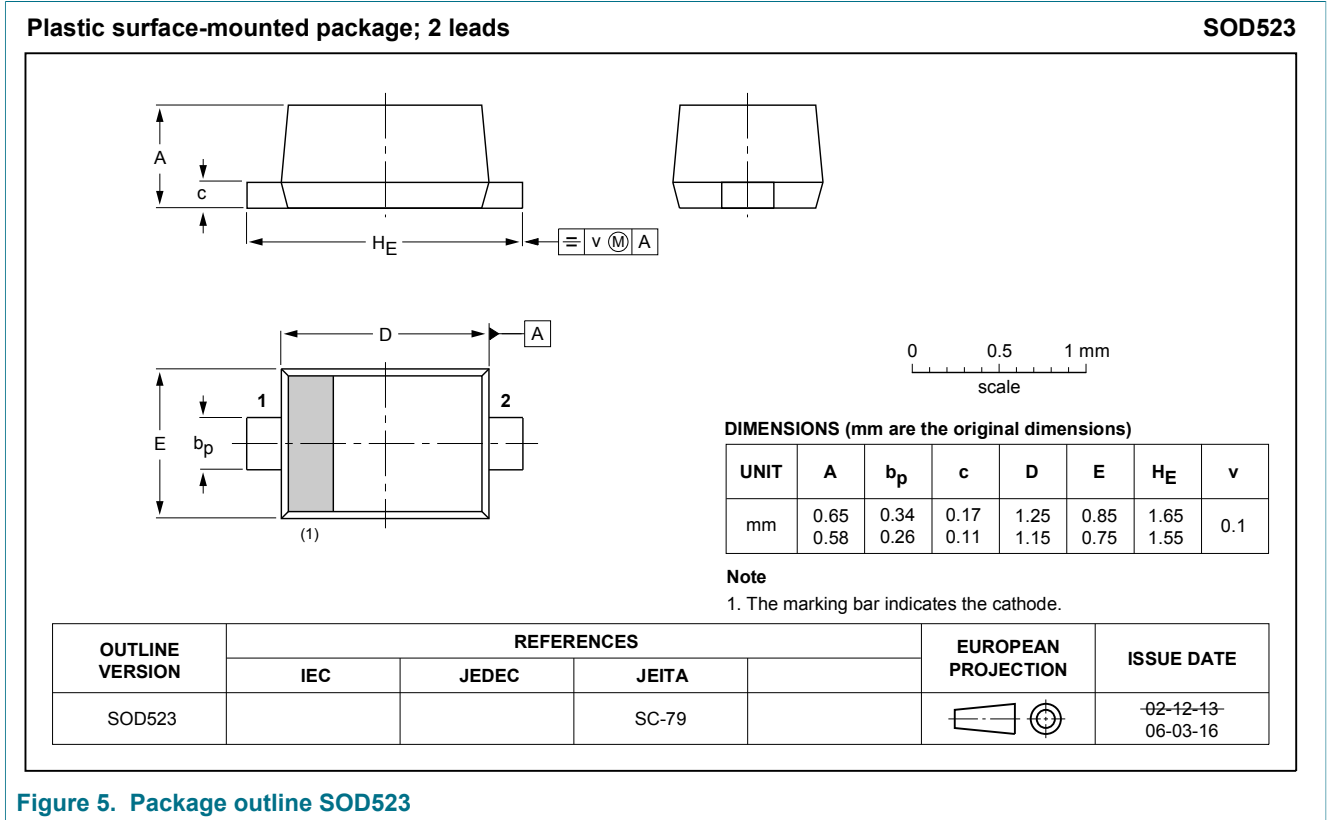 Plastic surface-mounted package; 2 leads SOD523
A
c
HE
v M A
D
A
1
2
E
bp
(1)
0 0.5 1 mm
scale
DIMENSIONS (mm are the original dimensions)
UNIT A bp c D E HE v
mm 0.65 0.34 0.17 1.25 0.85 1.65 0.1
0.58 0.26 0.11 1.15 0.75 1.55
Note
1. The marking bar indicates the cathode.
OUTLINE VERSION REFERENCES EUROPEAN PROJECTION ISSUE DATE
IEC JEDEC JEITA
SOD523 SC-79 02-12-13
06-03-16
Figure 5. Package outline SOD523